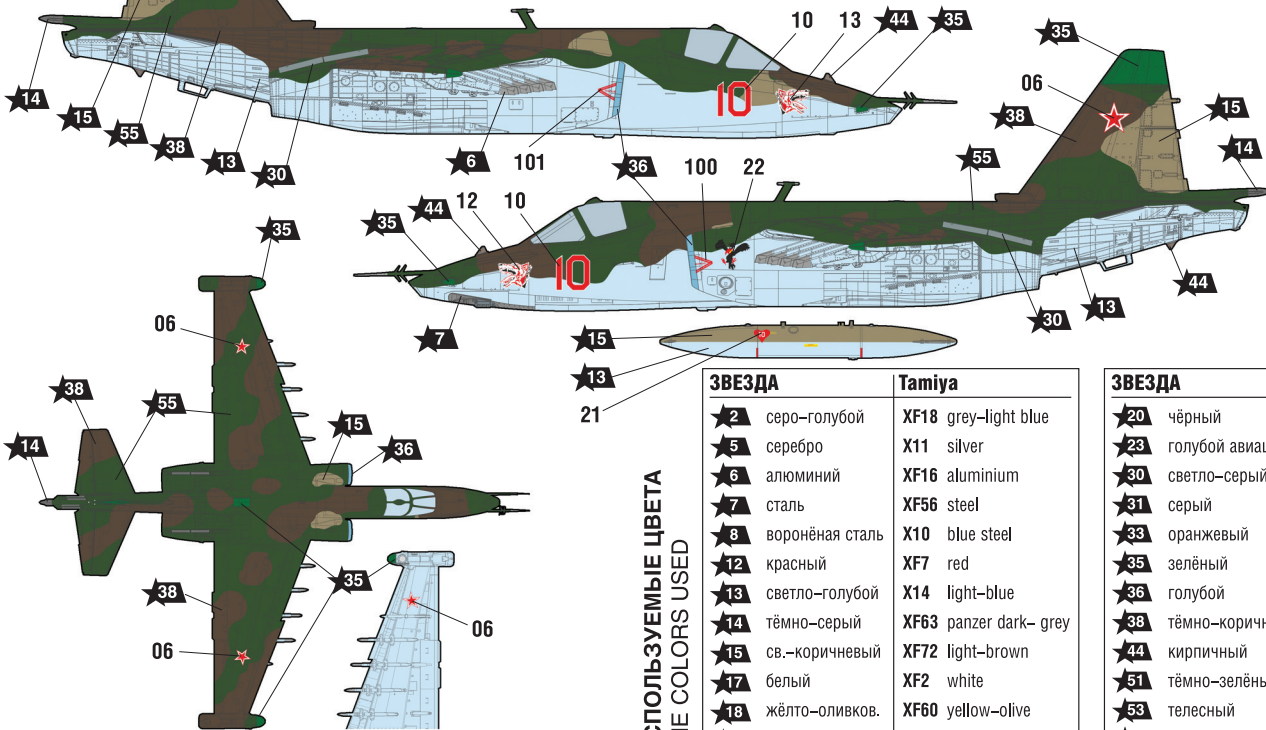 10 13 44 35
10
14 15 55 38 13 30 6 101 36 100 22
35
06
38 15 14
55
35 44 12 10
10
7 30 13 44
15
13
21
35
06
38 55 15 36
14
38 35
06 06
ИСПОЛЬЗУЕМЫЕ ЦВЕТА
THE COLORS USED
ЗВЕЗДА Tamiya
2 серо–голубой XF18 grey–light blue
5 серебро X11 silver
6 алюминий XF16 aluminium
7 сталь XF56 steel
8 воронёная сталь X10 blue steel
12 красный XF7 red
13 светло–голубой X14 light–blue
14 тёмно–серый XF63 panzer dark– grey
15 св.–коричневый XF72 light–brown
17 белый XF2 white
18 жёлто–оливков. XF60 yellow–olive
ЗВЕЗДА
20 чёрный
23 голубой авиац
30 светло–серый
31 серый
33 оранжевый
35 зелёный
36 голубой
38 тёмно–коричн
44 кирпичный
51 тёмно–зелёнь
53 телесный